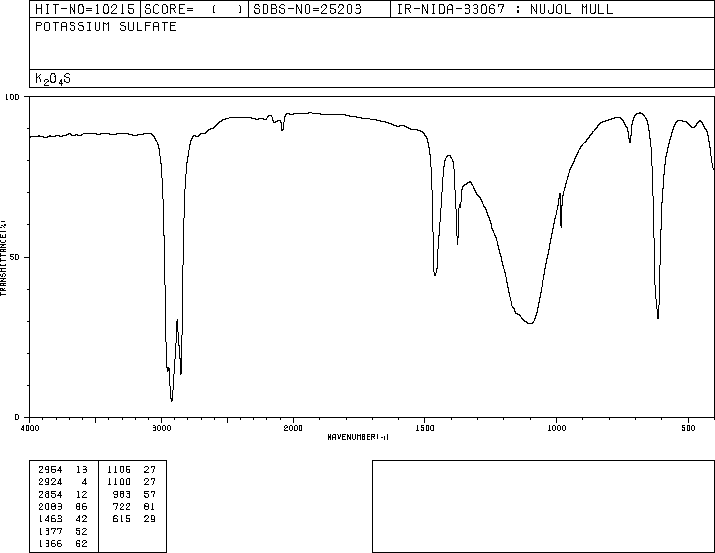 HIT-NO=10215 SCORE= ( ) SDBS-NO=25203 IR-NIDA-33067 : NUJOL MULL
POTASSIUM SULFATE
K2O4S
100
TRANSMITTANCE(%)
50
0
4000 3000 2000 1500 1000 500
WAVENUMBER(-1)
2964 13 1106 27
2924 4 1100 27
2854 12 983 57
2083 86 722 81
1463 42 615 29
1377 52
1366 62